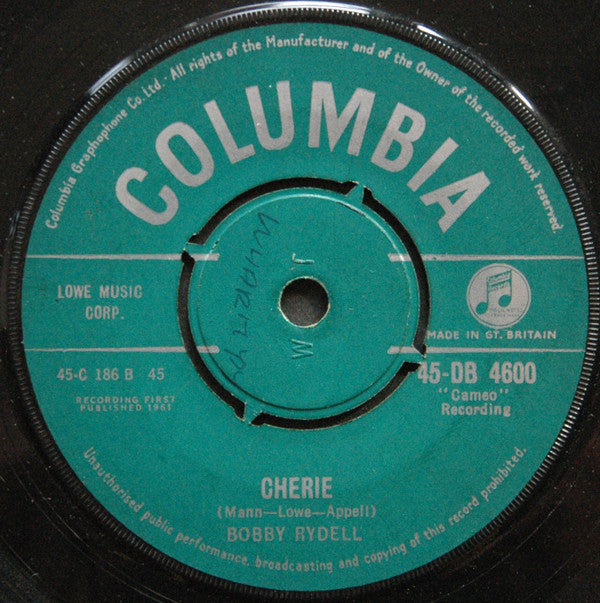 Columbia Graphophone Co. Ltd. · All rights of the Manufacturer and of the Owner of the recorded work reserved.
COLUMBIA
LOWE MUSIC
CORP.
MADE IN GT. BRITAIN
45-C 186 B 45
45-DB 4600
RECORDING FIRST
PUBLISHED 1961
"Cameo"
Recording
CHERIE
(Mann—Lowe—Appell)
BOBBY RYDELL
Unauthorised public performance, broadcasting and copying of this record prohibited.